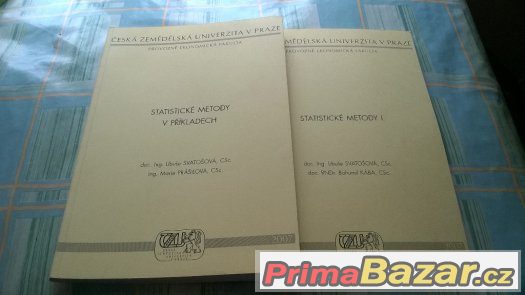 ČESKÁ ZEMĚDĚLSKÁ UNIVERZITA V PRAZE
PROVOZNĚ EKONOMICKÁ FAKULTA
STATISTICKÉ METODY
V PŘÍKLADECH
doc. Ing. Libuše SVATOŠOVÁ, CSc.
Ing. Marie PRÁŠILOVÁ, CSc.
2007
ZEMĚDĚLSKÁ UNIVERZITA V PRAZE
EKONOMICKÁ FAKULTA
STATISTICKÉ METODY I.
doc. Ing. Libuše SVATOŠOVÁ, CSc.
doc. RNDr. Bohumil KÁBA, CSc.
PrimaBazar.cz